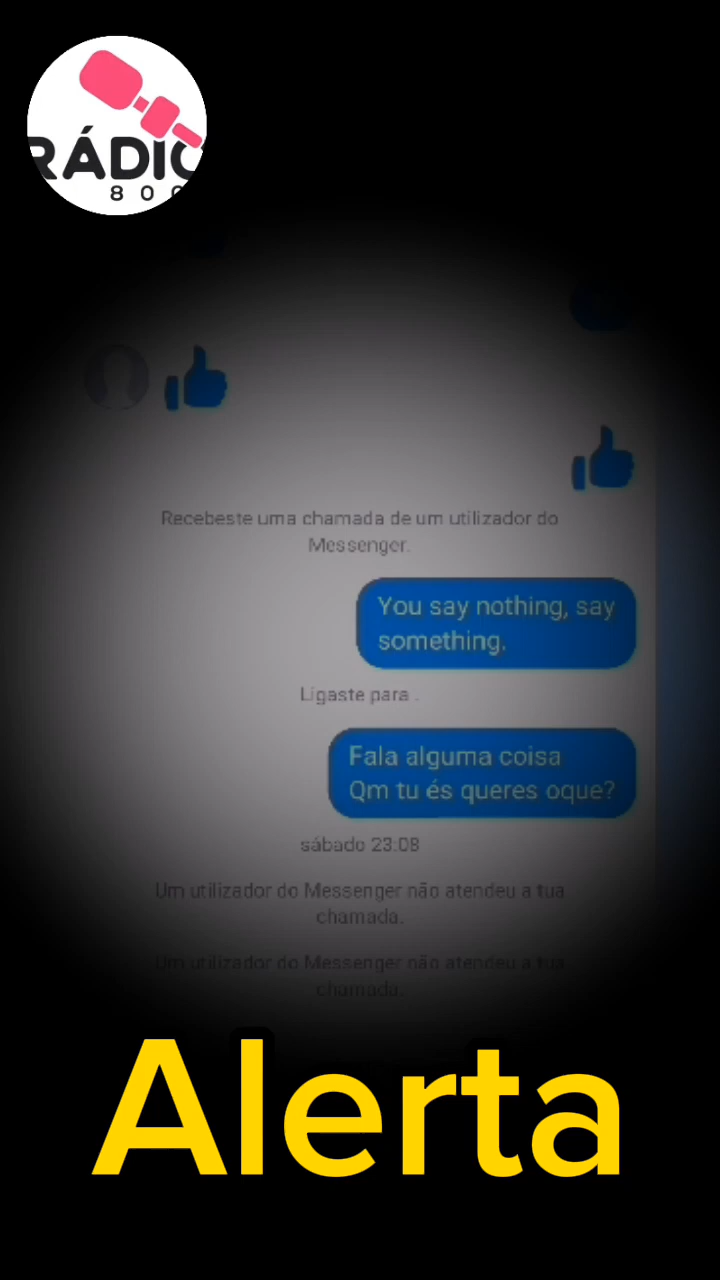 RÁDIO
800
Recebeste uma chamada de um utilizador do
Messenger.
You say nothing, say
something.
Ligaste para .
Fala alguma coisa
Qm tu és queres oque?
sábado 23:08
Um utilizador do Messenger não atendeu a tua
chamada.
Um utilizador do Messenger não atendeu a tua
chamada.
Alerta